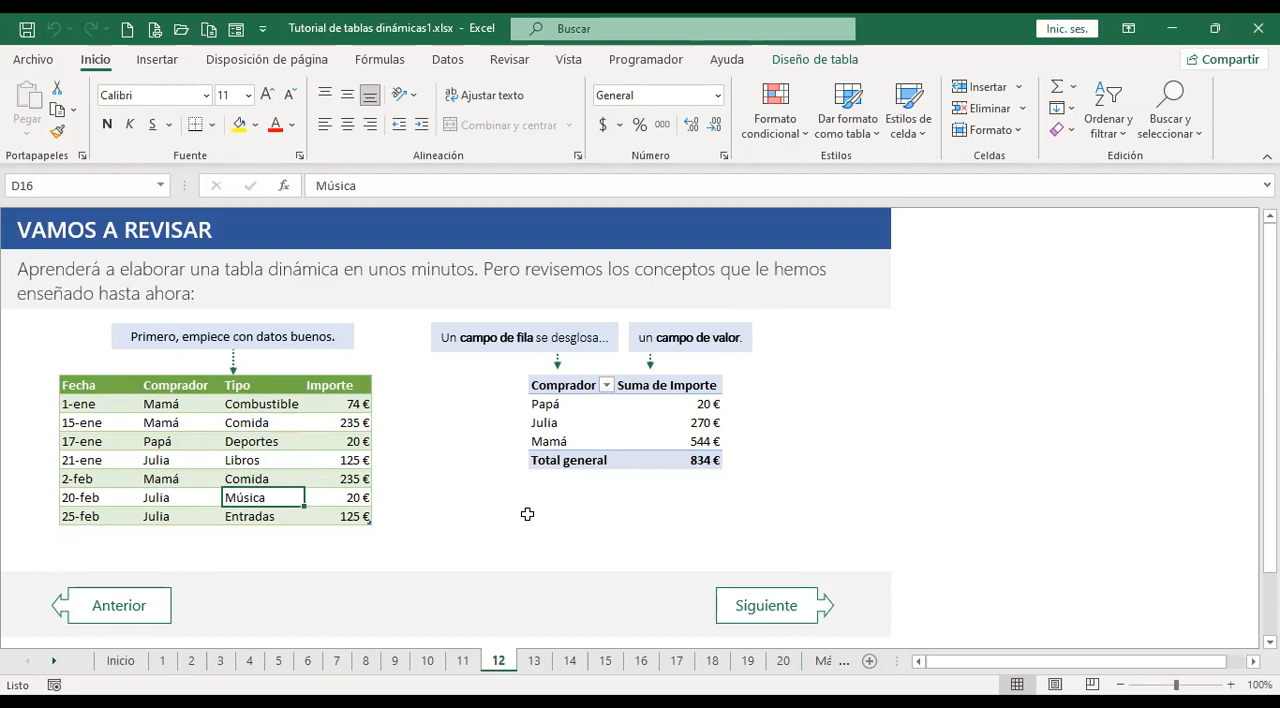 Tutorial de tablas dinámicas1.xlsx - Excel
Buscar
Inic. ses.
Archivo Inicio Insertar Disposición de página Fórmulas Datos Revisar Vista Programador Ayuda Diseño de tabla Compartir
Pegar
Calibri 11
N K S
Ajustar texto
Combinar y centrar
General
$ % 000
Formato condicional
Dar formato como tabla
Estilos de celda
Insertar
Eliminar
Formato
Ordenar y filtrar
Buscar y seleccionar
Portapapeles Fuente Alineación Número Estilos Celdas Edición
D16 fx Música
VAMOS A REVISAR
Aprenderá a elaborar una tabla dinámica en unos minutos. Pero revisemos los conceptos que le hemos
enseñado hasta ahora:
Primero, empiece con datos buenos.
Un campo de fila se desglosa...
un campo de valor.
Fecha Comprador Tipo Importe
1-ene Mamá Combustible 74 €
15-ene Mamá Comida 235 €
17-ene Papá Deportes 20 €
21-ene Julia Libros 125 €
2-feb Mamá Comida 235 €
20-feb Julia Música 20 €
25-feb Julia Entradas 125 €
Comprador Suma de Importe
Papá 20 €
Julia 270 €
Mamá 544 €
Total general 834 €
Anterior
Siguiente
Inicio 1 2 3 4 5 6 7 8 9 10 11 12 13 14 15 16 17 18 19 20 Má ...
Listo
100%